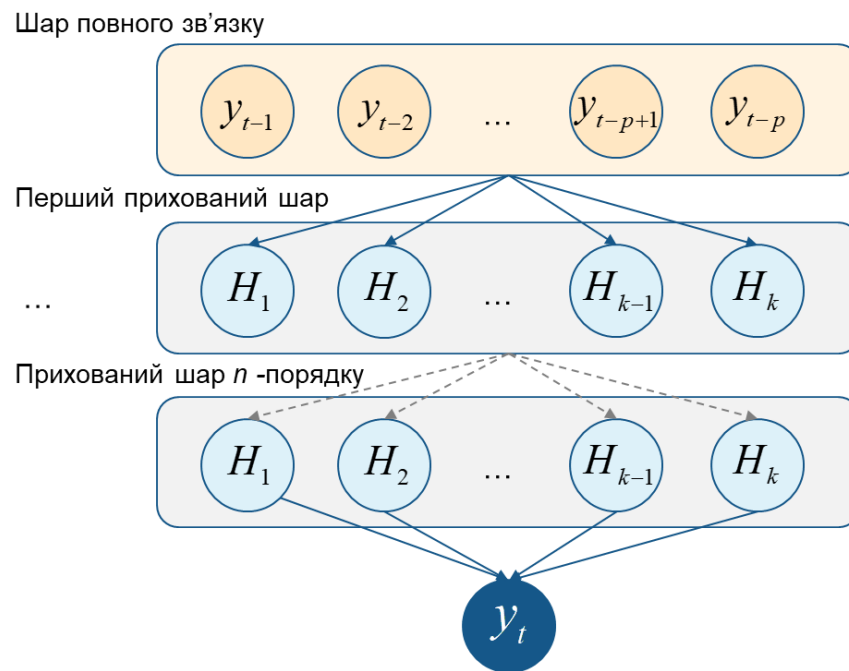 Шар повного зв’язку
y_{t−1} y_{t−2} … y_{t−p+1} y_{t−p}
Перший прихований шар
… H_1 H_2 … H_{k−1} H_k
Прихований шар n -порядку
H_1 H_2 … H_{k−1} H_k
y_t